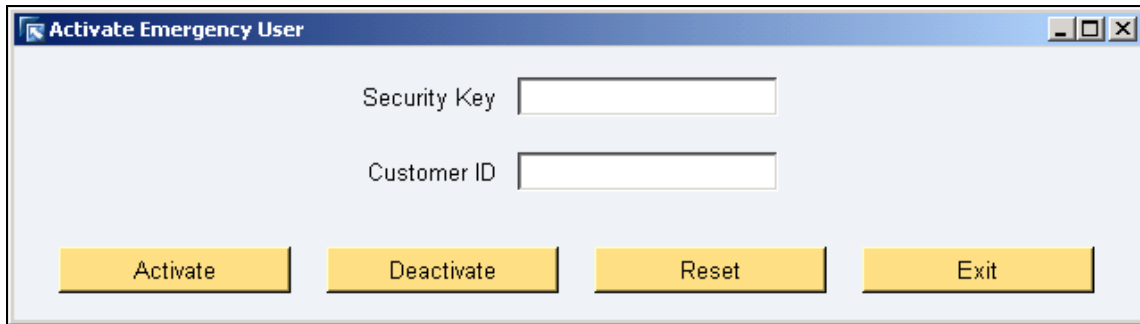 Activate Emergency User
Security Key
Customer ID
Activate Deactivate Reset Exit